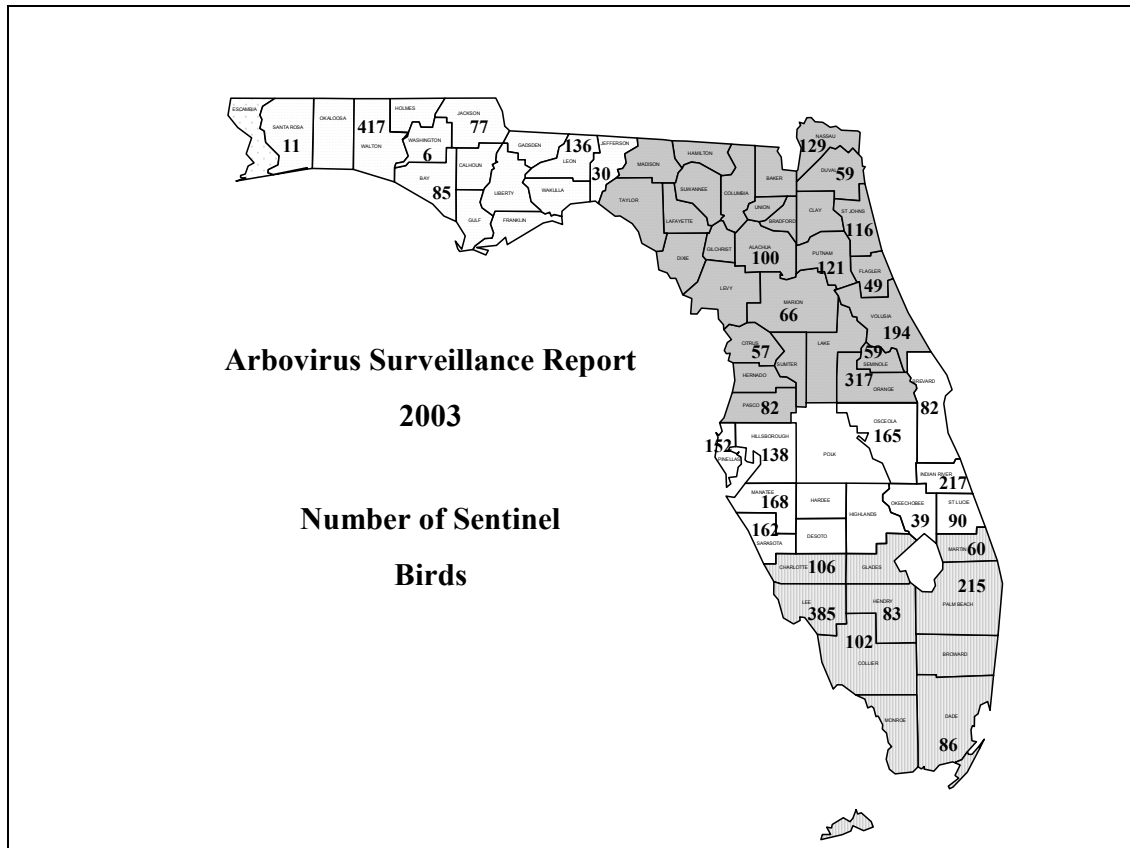 ESCAMBIA
SANTA ROSA
11
OKALOOSA
417
WALTON
HOLMES
WASHINGTON
6
JACKSON
77
BAY
85
CALHOUN
GULF
GADSDEN
LIBERTY
FRANKLIN
136
LEON
WAKULLA
JEFFERSON
30
MADISON
TAYLOR
HAMILTON
SUWANNEE
LAFAYETTE
DIXIE
COLUMBIA
GILCHRIST
LEVY
BAKER
UNION
BRADFORD
ALACHUA
100
NASSAU
129
DUVAL
59
CLAY
ST JOHNS
116
PUTNAM
121
FLAGLER
49
MARION
66
VOLUSIA
194
CITRUS
57
SUMTER
LAKE
HERNADO
59
SEMINOLE
317
ORANGE
PASCO
82
BREVARD
82
OSCEOLA
165
152
PINELLAS
HILLSBOROUGH
138
POLK
INDIAN RIVER
217
MANATEE
168
HARDEE
HIGHLANDS
OKEECHOBEE
39
ST LUCIE
90
162
SARASOTA
DESOTO
MARTIN
60
CHARLOTTE
106
GLADES
215
PALM BEACH
LEE
385
HENDRY
83
102
COLLIER
BROWARD
MONROE
DADE
86
Arbovirus Surveillance Report
2003
Number of Sentinel
Birds